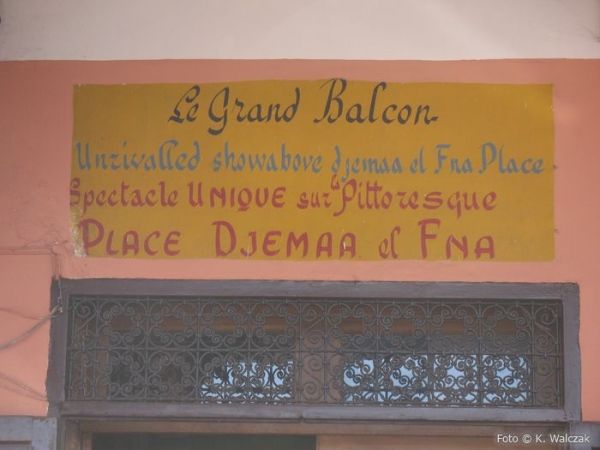 Le Grand Balcon
Unrivalled show above djemaa el Fna Place
Spectacle UNIQUE sur la Pittoresque
PLACE DJEMAA el FNA
Foto © K. Walczak